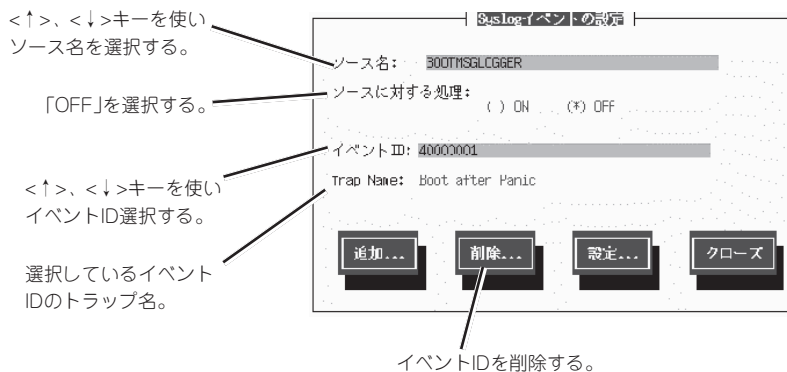 <↑>、<↓>キーを使い
ソース名を選択する。
「OFF」を選択する。
<↑>、<↓>キーを使い
イベントID選択する。
選択しているイベント
IDのトラップ名。
Syslogイベントの設定
ソース名: BOOTMSGLOGGER
ソースに対する処理:
( ) ON (*) OFF
イベントID: 40000001
Trap Name: Boot after Panic
追加... 削除... 設定... クローズ
イベントIDを削除する。